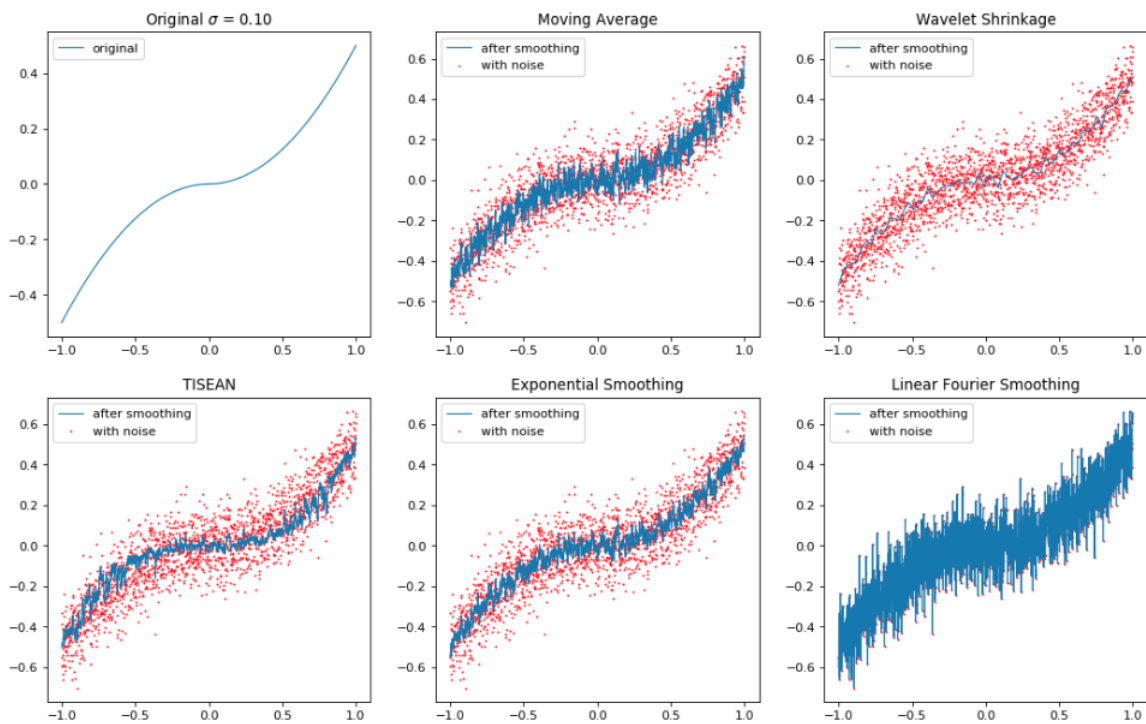 Original σ = 0.10
original
0.4
0.2
0.0
−0.2
−0.4
−1.0 −0.5 0.0 0.5 1.0
Moving Average
after smoothing
with noise
0.6
0.4
0.2
0.0
−0.2
−0.4
−0.6
−1.0 −0.5 0.0 0.5 1.0
Wavelet Shrinkage
after smoothing
with noise
0.6
0.4
0.2
0.0
−0.2
−0.4
−0.6
−1.0 −0.5 0.0 0.5 1.0
TISEAN
after smoothing
with noise
0.6
0.4
0.2
0.0
−0.2
−0.4
−0.6
−1.0 −0.5 0.0 0.5 1.0
Exponential Smoothing
after smoothing
with noise
0.6
0.4
0.2
0.0
−0.2
−0.4
−0.6
−1.0 −0.5 0.0 0.5 1.0
Linear Fourier Smoothing
after smoothing
with noise
0.6
0.4
0.2
0.0
−0.2
−0.4
−0.6
−1.0 −0.5 0.0 0.5 1.0